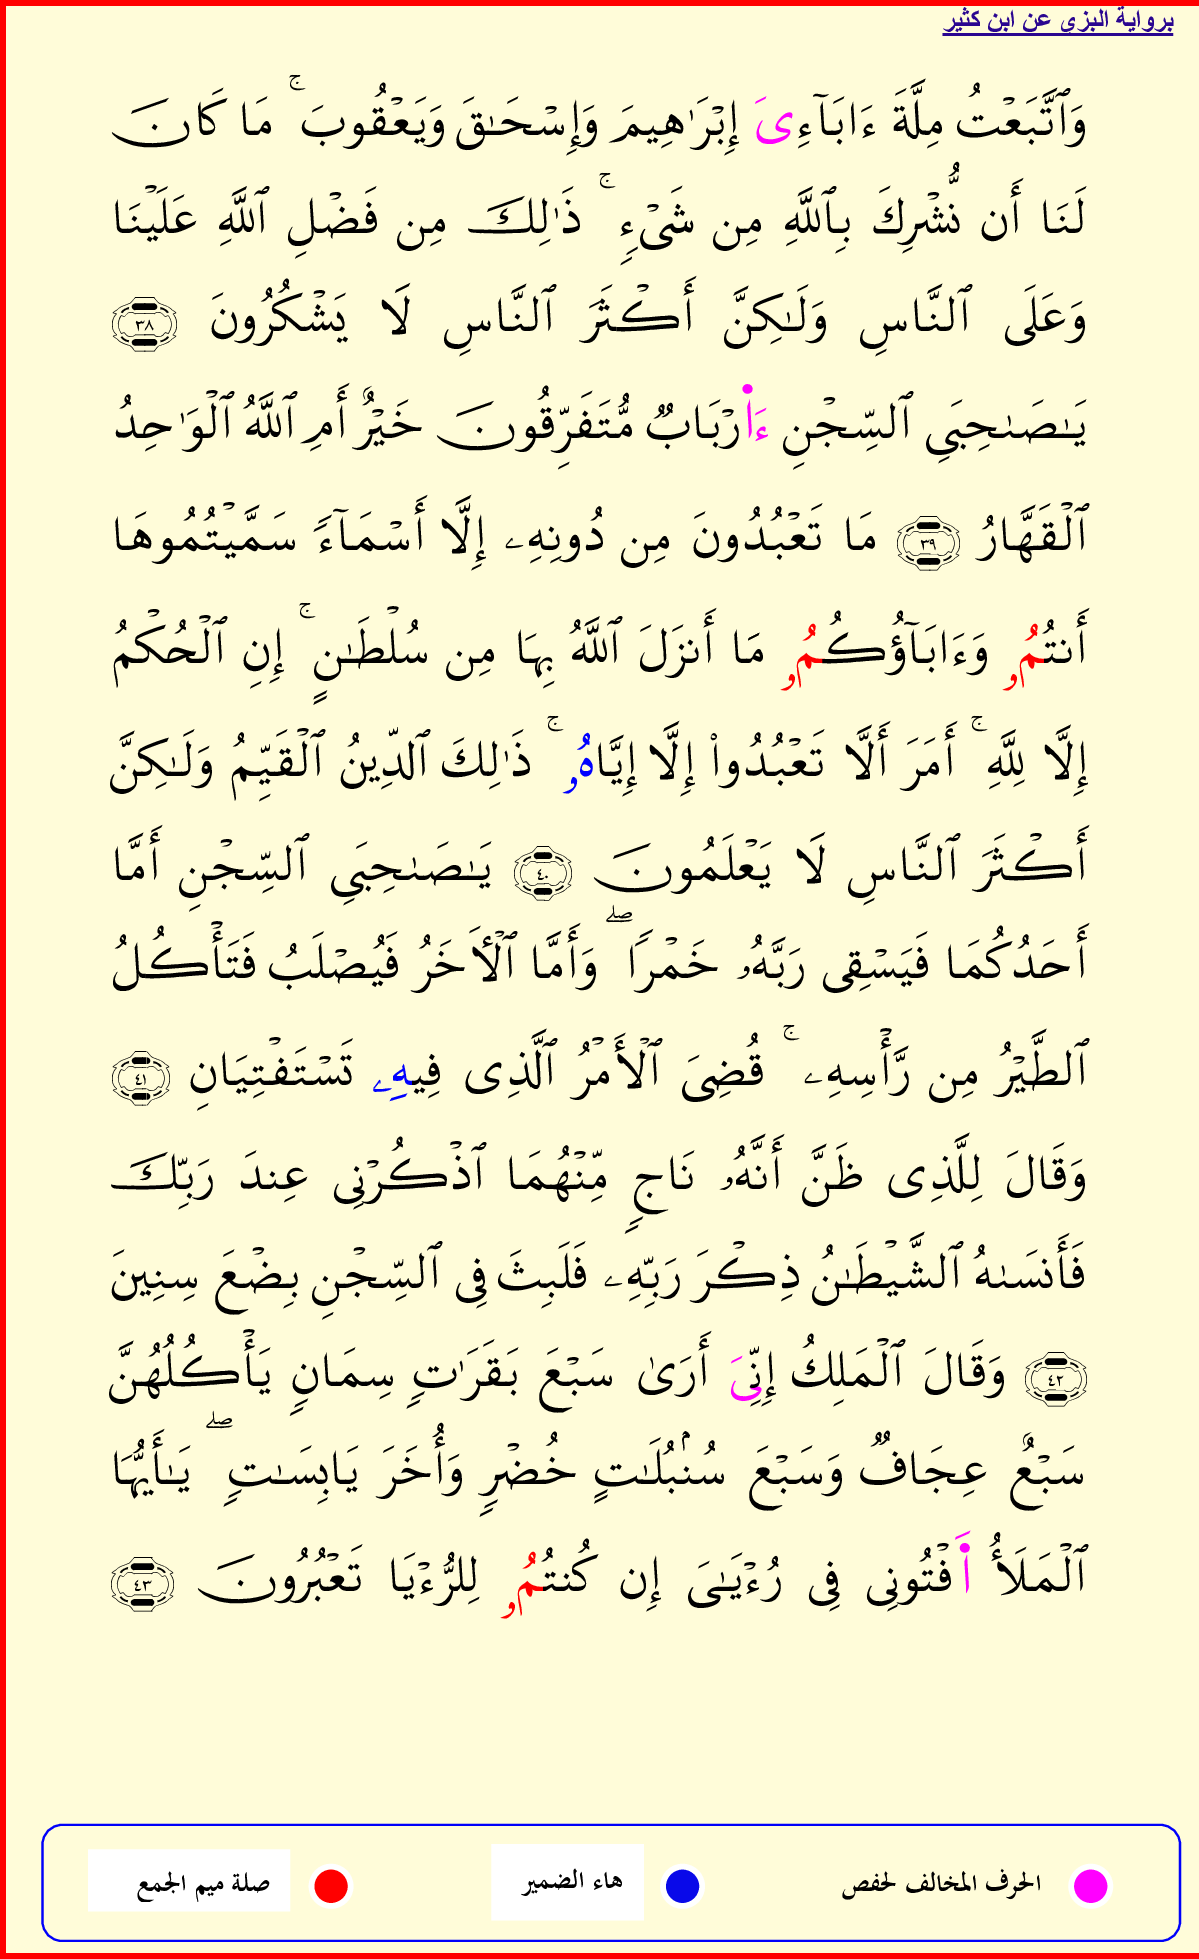 برواية البزي عن ابن كثير
وَٱتَّبَعۡتُ مِلَّةَ ءَابَآءِىَ إِبۡرَٰهِيمَ وَإِسۡحَٰقَ وَيَعۡقُوبَۚ مَا كَانَ
لَنَا أَن نُّشۡرِكَ بِٱللَّهِ مِن شَىۡءٍۚ ذَٰلِكَ مِن فَضۡلِ ٱللَّهِ عَلَيۡنَا
وَعَلَى ٱلنَّاسِ وَلَٰكِنَّ أَكۡثَرَ ٱلنَّاسِ لَا يَشۡكُرُونَ ٣٨
يَٰصَٰحِبَىِ ٱلسِّجۡنِ ءَا۬رۡبَابٌ مُّتَفَرِّقُونَ خَيۡرٌ أَمِ ٱللَّهُ ٱلۡوَٰحِدُ
ٱلۡقَهَّارُ ٣٩ مَا تَعۡبُدُونَ مِن دُونِهِۦ إِلَّا أَسۡمَآءً سَمَّيۡتُمُوهَا
أَنتُمُۥ وَءَابَآؤُكُمُۥ مَا أَنزَلَ ٱللَّهُ بِهَا مِن سُلۡطَٰنٍۚ إِنِ ٱلۡحُكۡمُ
إِلَّا لِلَّهِۚ أَمَرَ أَلَّا تَعۡبُدُواْ إِلَّا إِيَّاهُۥۚ ذَٰلِكَ ٱلدِّينُ ٱلۡقَيِّمُ وَلَٰكِنَّ
أَكۡثَرَ ٱلنَّاسِ لَا يَعۡلَمُونَ ٤٠ يَٰصَٰحِبَىِ ٱلسِّجۡنِ أَمَّا
أَحَدُكُمَا فَيَسۡقِى رَبَّهُۥ خَمۡرًاۖ وَأَمَّا ٱلۡأٓخَرُ فَيُصۡلَبُ فَتَأۡكُلُ
ٱلطَّيۡرُ مِن رَّأۡسِهِۦۚ قُضِىَ ٱلۡأَمۡرُ ٱلَّذِى فِيهِۦ تَسۡتَفۡتِيَانِ ٤١
وَقَالَ لِلَّذِى ظَنَّ أَنَّهُۥ نَاجٍ مِّنۡهُمَا ٱذۡكُرۡنِى عِندَ رَبِّكَ
فَأَنسَىٰهُ ٱلشَّيۡطَٰنُ ذِكۡرَ رَبِّهِۦ فَلَبِثَ فِى ٱلسِّجۡنِ بِضۡعَ سِنِينَ
٤٢ وَقَالَ ٱلۡمَلِكُ إِنِّىَ أَرَىٰ سَبۡعَ بَقَرَٰتٍ سِمَانٍ يَأۡكُلُهُنَّ
سَبۡعٌ عِجَافٌ وَسَبۡعَ سُنۢبُلَٰتٍ خُضۡرٍ وَأُخَرَ يَابِسَٰتٍۖ يَٰأَيُّهَا
ٱلۡمَلَأُ أَ۬فۡتُونِى فِى رُءۡيَٰىَ إِن كُنتُمُۥ لِلرُّءۡيَا تَعۡبُرُونَ ٤٣
الحرف المخالف لحفص
هاء الضمير
صلة ميم الجمع